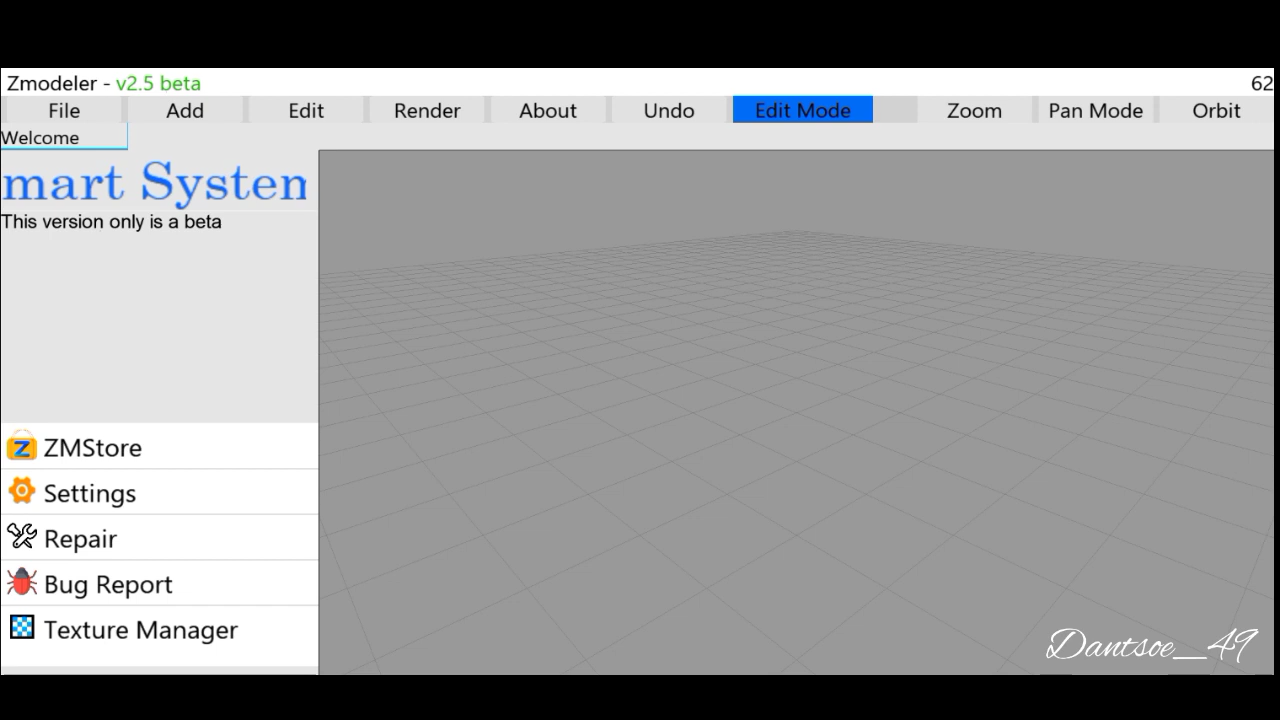 Zmodeler - v2.5 beta 62
File Add Edit Render About Undo Edit Mode Zoom Pan Mode Orbit
Welcome
mart System
This version only is a beta
ZMStore
Settings
Repair
Bug Report
Texture Manager
Dantsoe_49